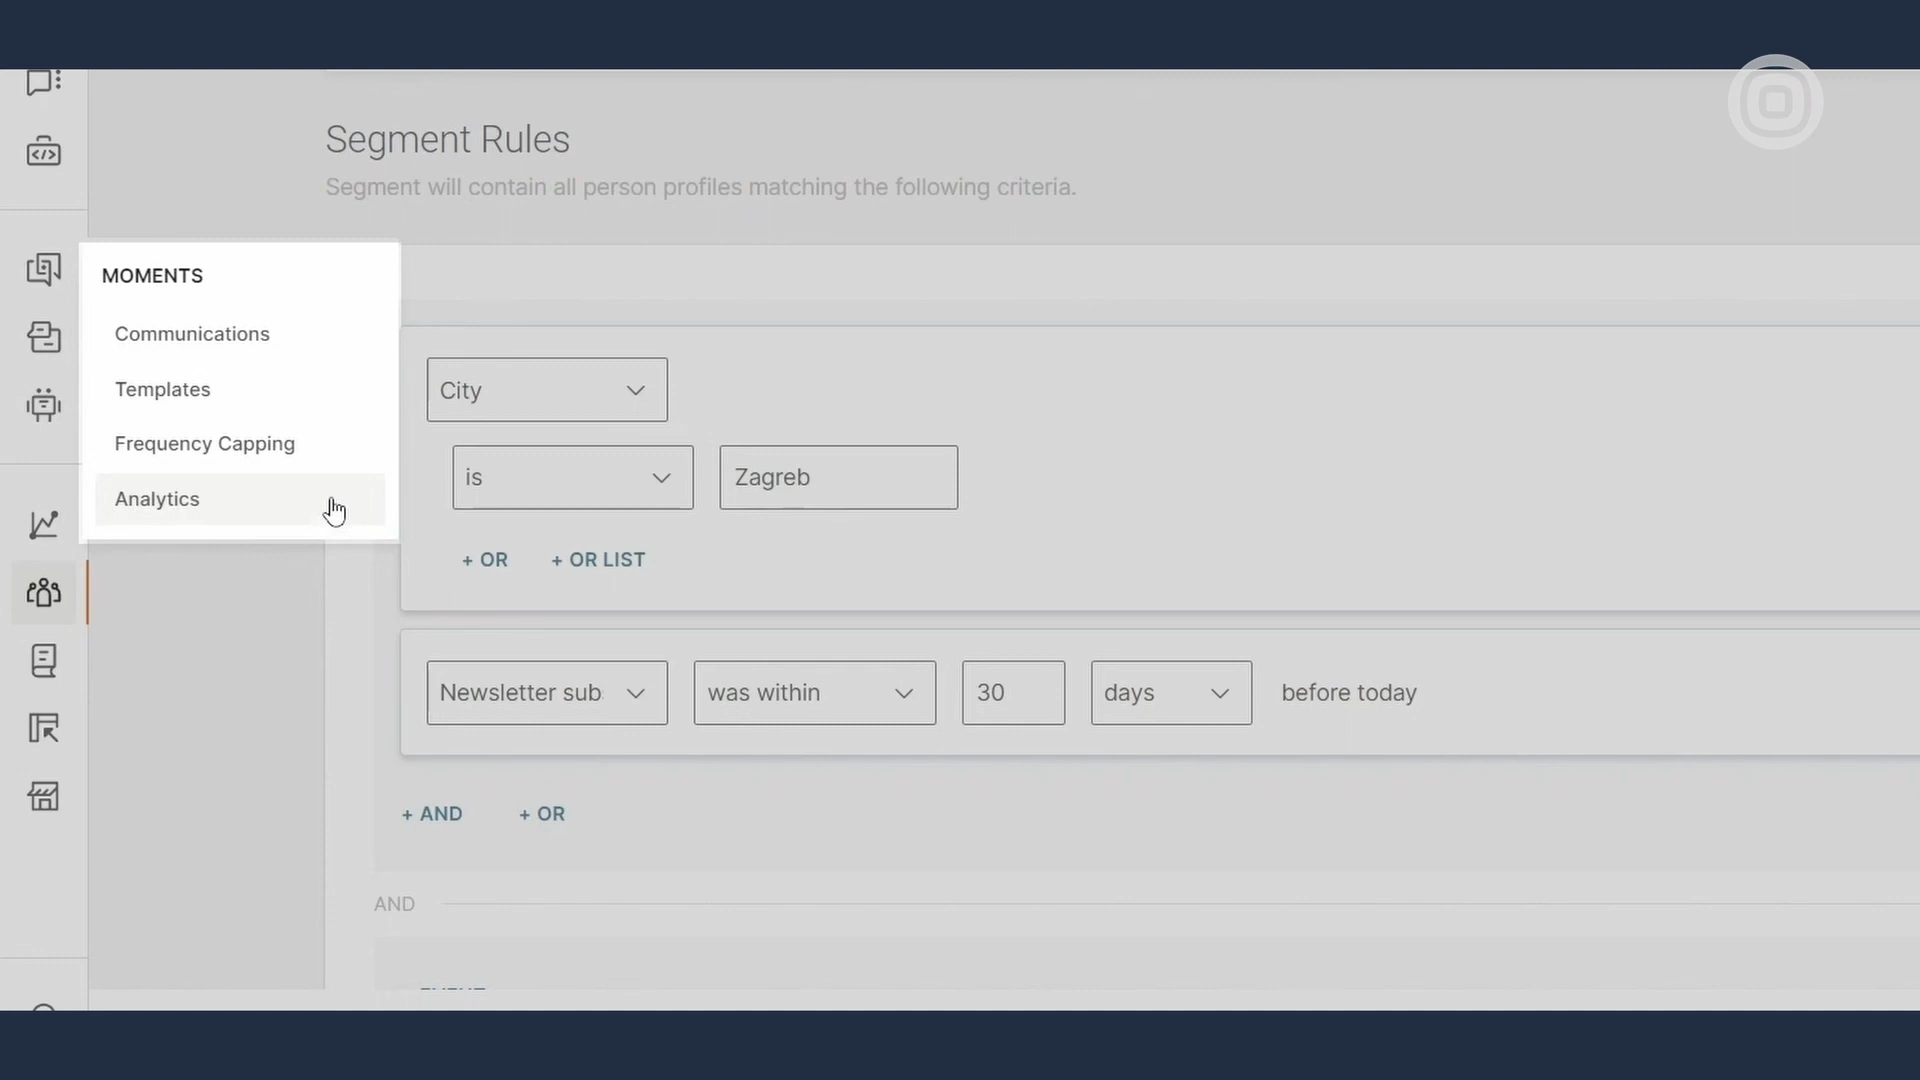 Segment Rules
Segment will contain all person profiles matching the following criteria.
MOMENTS
Communications
Templates
Frequency Capping
Analytics
City
is
Zagreb
+ OR
+ OR LIST
Newsletter sub
was within
30
days
before today
+ AND
+ OR
AND